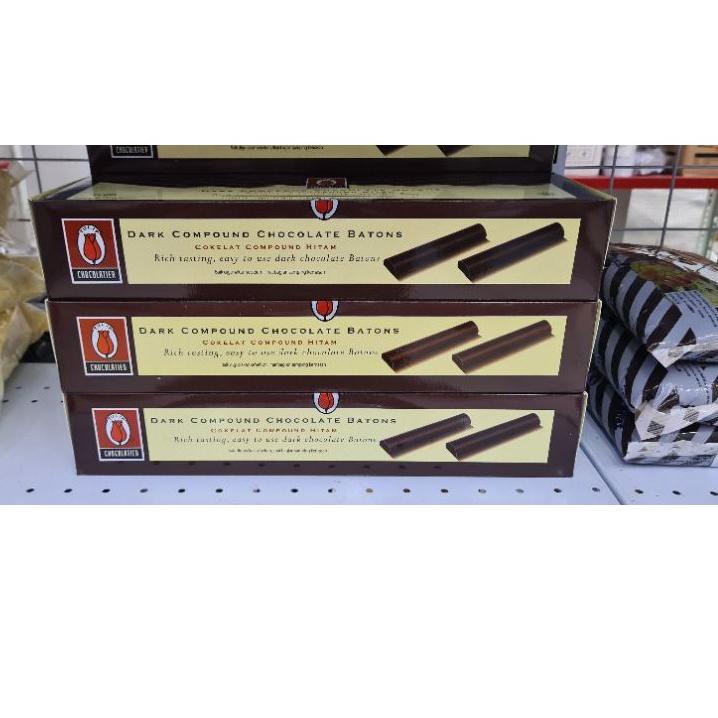 CHOCOLATIER
DARK COMPOUND CHOCOLATE BATONS
COKELAT COMPOUND HITAM
Rich tasting, easy to use dark chocolate Batons
CHOCOLATIER
DARK COMPOUND CHOCOLATE BATONS
COKELAT COMPOUND HITAM
Rich tasting, easy to use dark chocolate Batons
CHOCOLATIER
DARK COMPOUND CHOCOLATE BATONS
COKELAT COMPOUND HITAM
Rich tasting, easy to use dark chocolate Batons
CHOCOLATIER